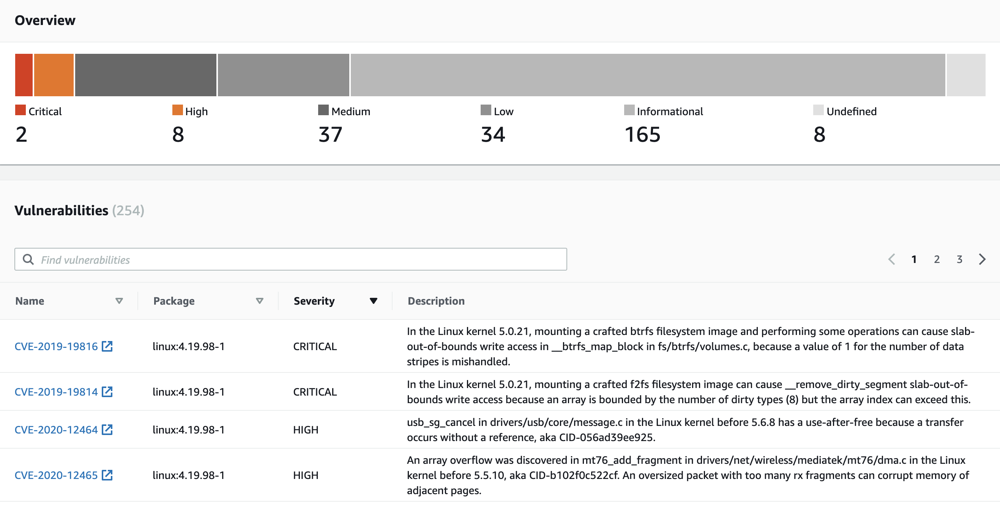 Overview
Critical High Medium Low Informational Undefined
2 8 37 34 165 8
Vulnerabilities (254)
Find vulnerabilities 1 2 3
Name Package Severity Description
In the Linux kernel 5.0.21, mounting a crafted btrfs filesystem image and performing some operations can cause slab-
CVE-2019-19816 linux:4.19.98-1 CRITICAL out-of-bounds write access in __btrfs_map_block in fs/btrfs/volumes.c, because a value of 1 for the number of data
stripes is mishandled.
In the Linux kernel 5.0.21, mounting a crafted f2fs filesystem image can cause __remove_dirty_segment slab-out-of-
CVE-2019-19814 linux:4.19.98-1 CRITICAL
bounds write access because an array is bounded by the number of dirty types (8) but the array index can exceed this.
usb_sg_cancel in drivers/usb/core/message.c in the Linux kernel before 5.6.8 has a use-after-free because a transfer
CVE-2020-12464 linux:4.19.98-1 HIGH
occurs without a reference, aka CID-056ad39ee925.
An array overflow was discovered in mt76_add_fragment in drivers/net/wireless/mediatek/mt76/dma.c in the Linux
CVE-2020-12465 linux:4.19.98-1 HIGH kernel before 5.5.10, aka CID-b102f0c522cf. An oversized packet with too many rx fragments can corrupt memory of
adjacent pages.